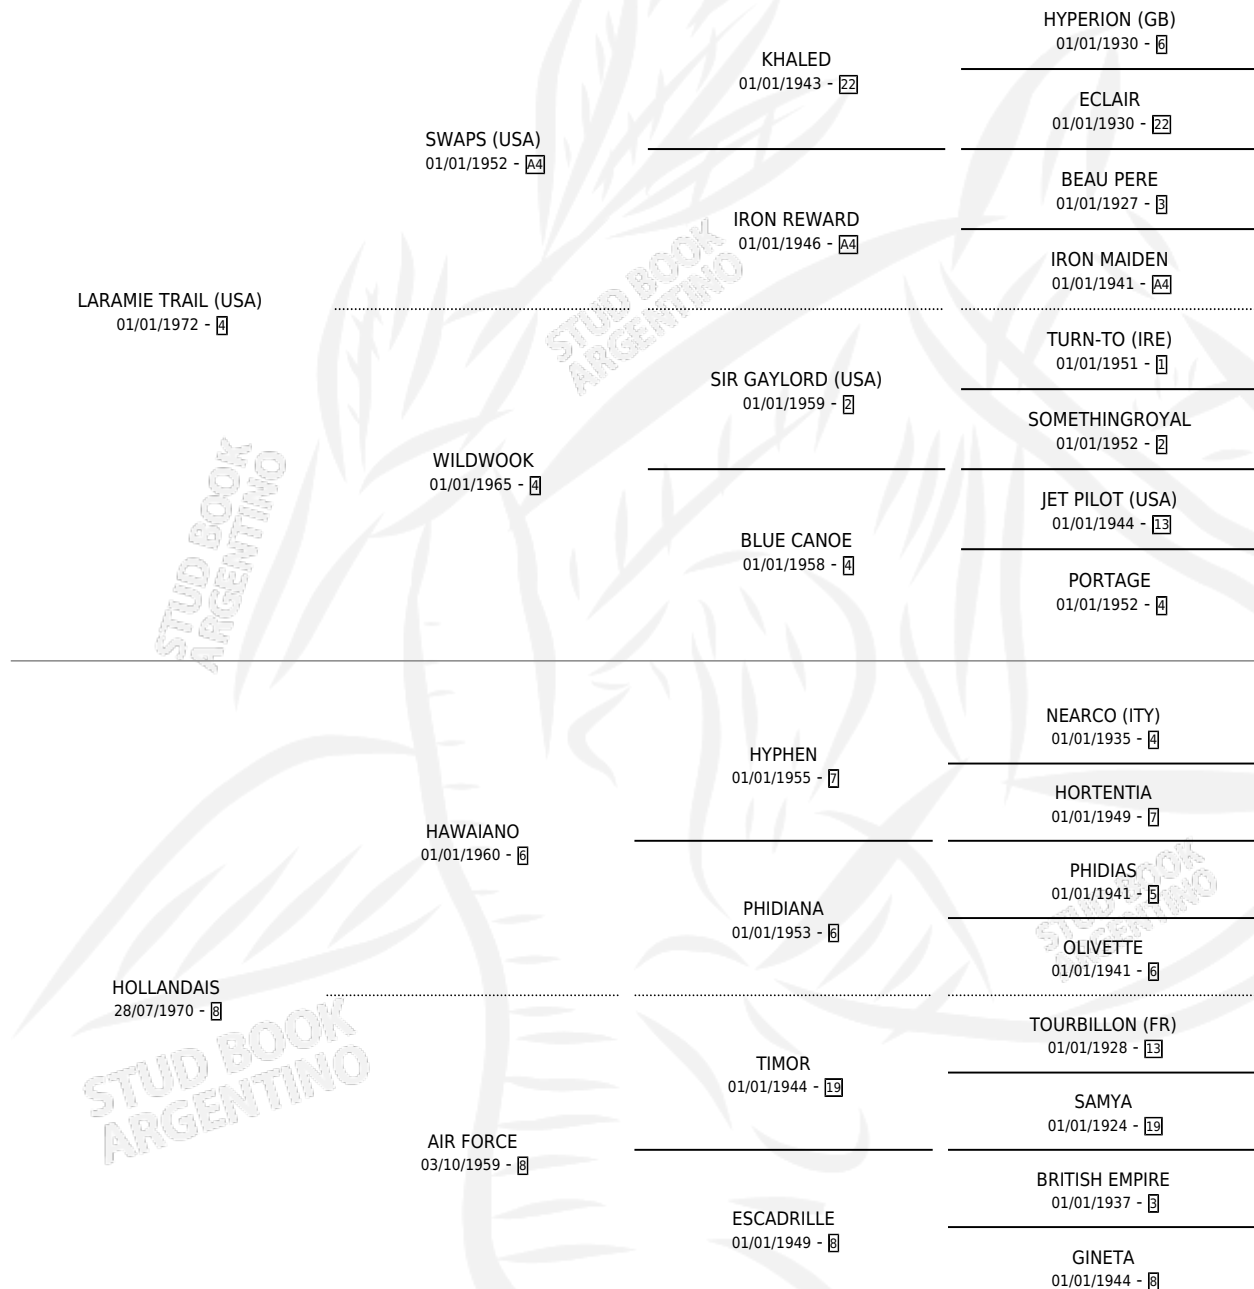 HYPERION (GB)
01/01/1930 - 6
KHALED
01/01/1943 - 22
ECLAIR
01/01/1930 - 22
SWAPS (USA)
01/01/1952 - A4
BEAU PERE
01/01/1927 - 3
IRON REWARD
01/01/1946 - A4
IRON MAIDEN
01/01/1941 - A4
LARAMIE TRAIL (USA)
01/01/1972 - 4
TURN-TO (IRE)
01/01/1951 - 1
SIR GAYLORD (USA)
01/01/1959 - 2
SOMETHINGROYAL
01/01/1952 - 2
WILDWOOK
01/01/1965 - 4
JET PILOT (USA)
01/01/1944 - 13
BLUE CANOE
01/01/1958 - 4
PORTAGE
01/01/1952 - 4
NEARCO (ITY)
01/01/1935 - 4
HYPHEN
01/01/1955 - 7
HORTENTIA
01/01/1949 - 7
HAWAIANO
01/01/1960 - 6
PHIDIAS
01/01/1941 - 5
PHIDIANA
01/01/1953 - 6
OLIVETTE
01/01/1941 - 6
HOLLANDAIS
28/07/1970 - 8
TOURBILLON (FR)
01/01/1928 - 13
TIMOR
01/01/1944 - 19
SAMYA
01/01/1924 - 19
AIR FORCE
03/10/1959 - 8
BRITISH EMPIRE
01/01/1937 - 3
ESCADRILLE
01/01/1949 - 8
GINETA
01/01/1944 - 8
STUD BOOK
ARGENTINO
STUD BOOK
ARGENTINO
STUD BOOK
ARGENTINO
STUD BOOK
ARGENTINO